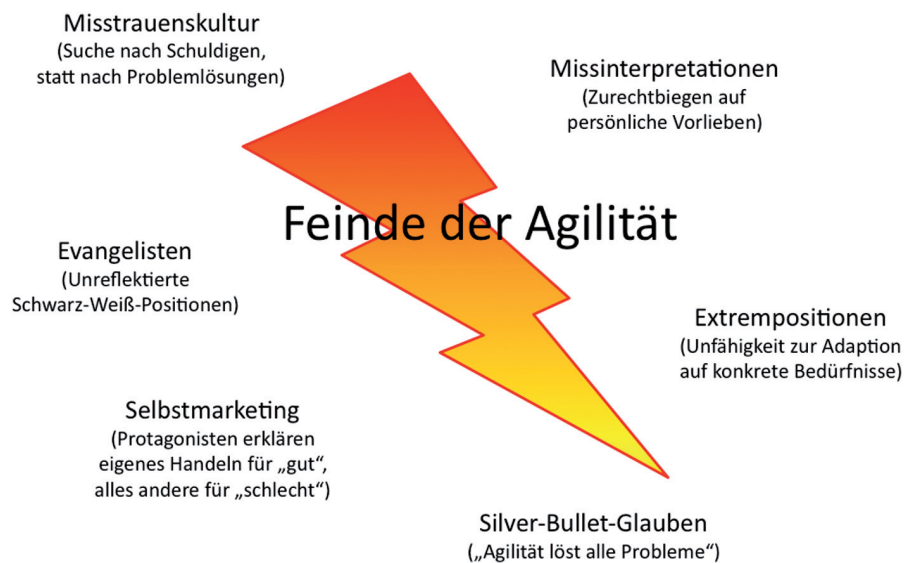 Misstrauenskultur
(Suche nach Schuldigen,
statt nach Problemlösungen)
Missinterpretationen
(Zurechtbiegen auf
persönliche Vorlieben)
Feinde der Agilität
Evangelisten
(Unreflektierte
Schwarz-Weiß-Positionen)
Extrempositionen
(Unfähigkeit zur Adaption
auf konkrete Bedürfnisse)
Selbstmarketing
(Protagonisten erklären
eigenes Handeln für „gut“,
alles andere für „schlecht“)
Silver-Bullet-Glauben
(„Agilität löst alle Probleme“)